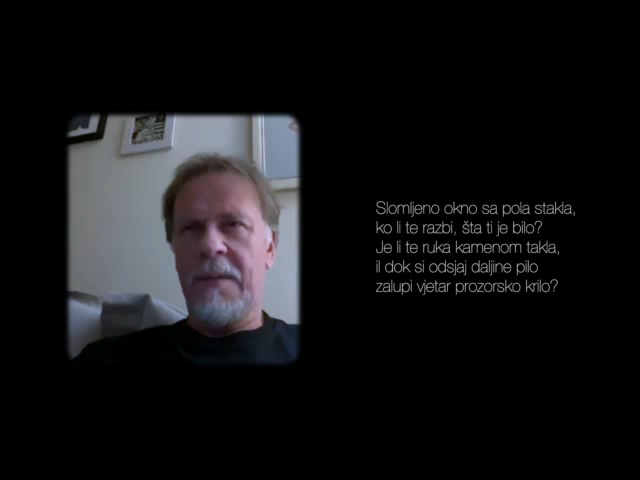 Slomljeno okno sa pola stakla,
ko li te razbi, šta ti je bilo?
Je li te ruka kamenom takla,
il dok si odsjaj daljine pilo
zalupi vjetar prozorsko krilo?